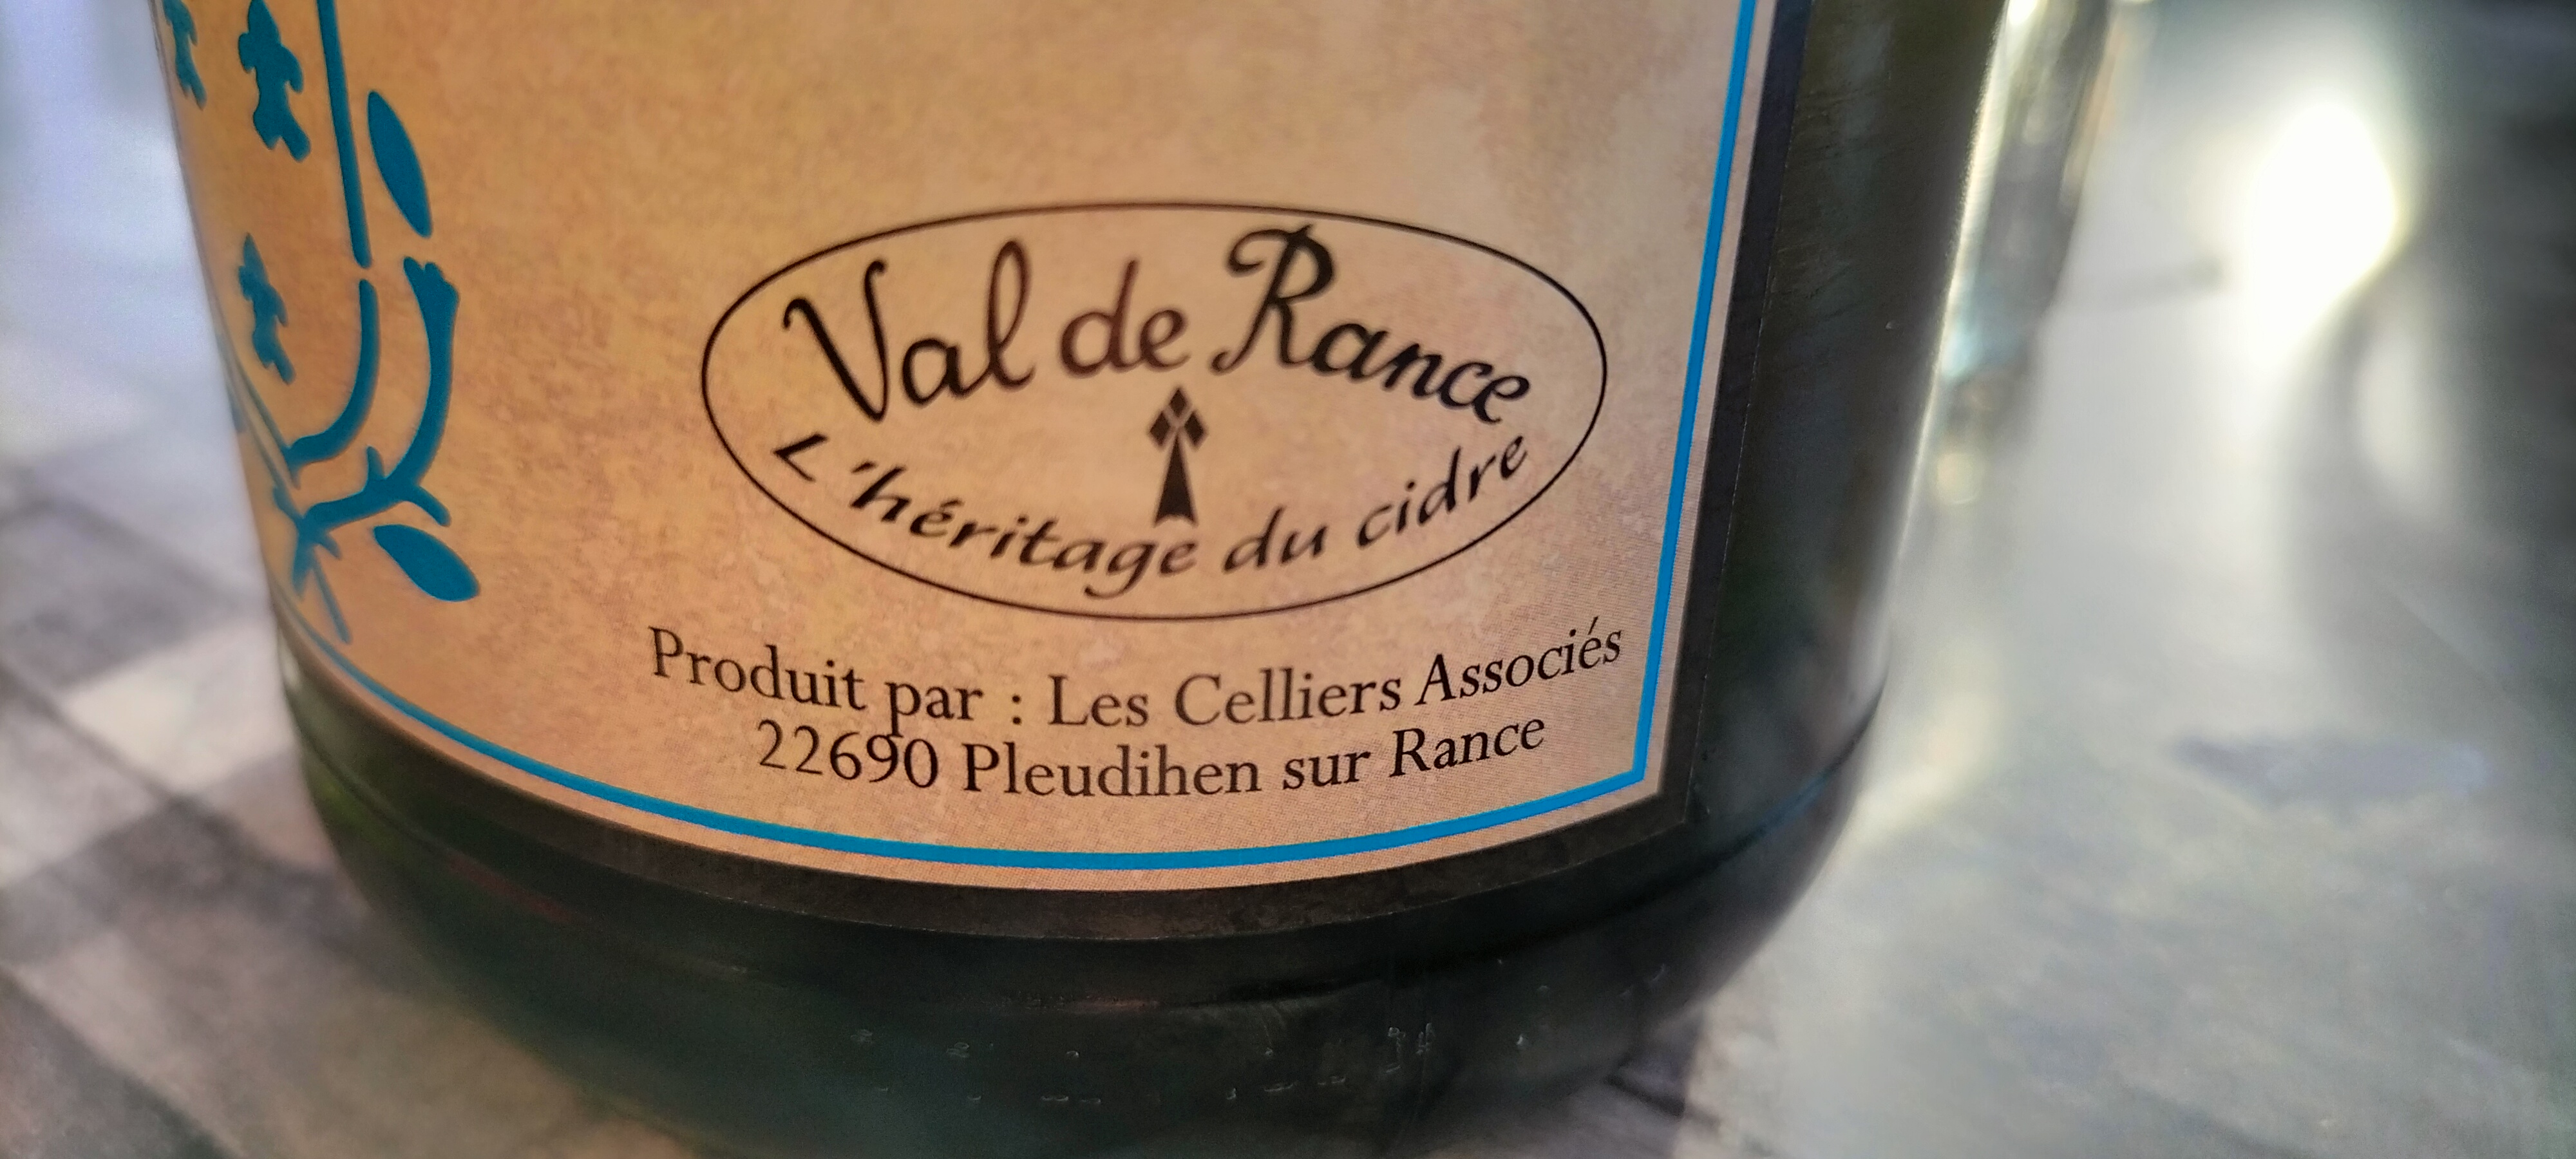 Val de Rance
L'héritage du cidre
Produit par : Les Celliers Associés
22690 Pleudihen sur Rance